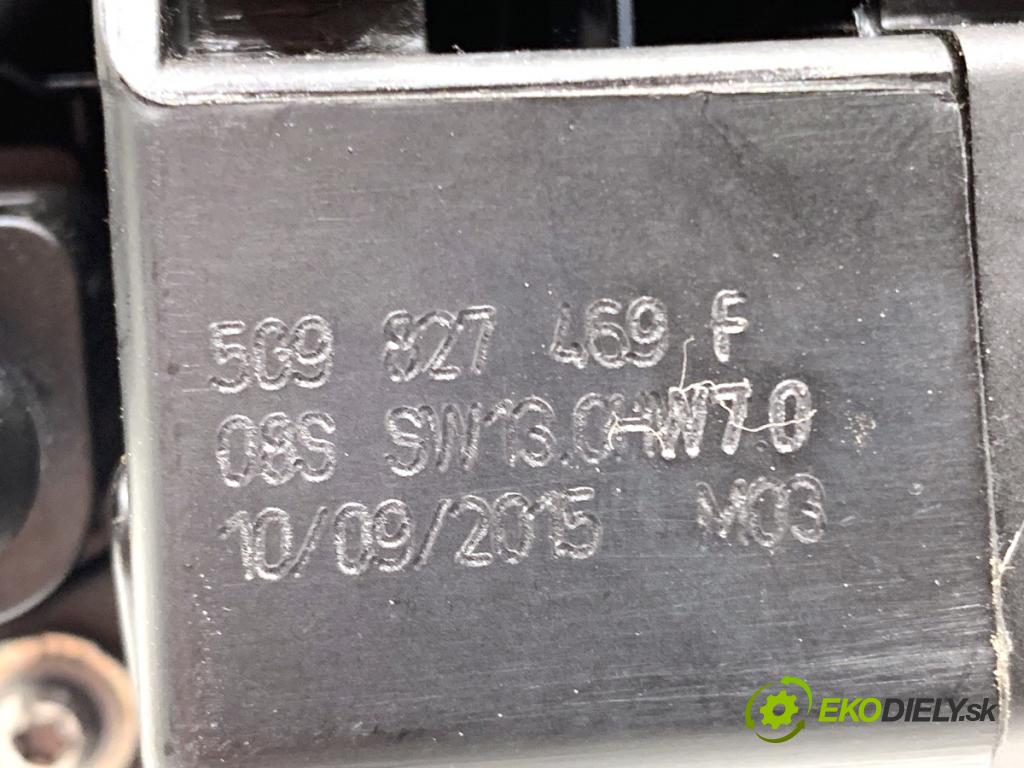 5G9 827 469 F
08S SW13.0HW7.0
10/09/2015 M03
EKODIELY.sk